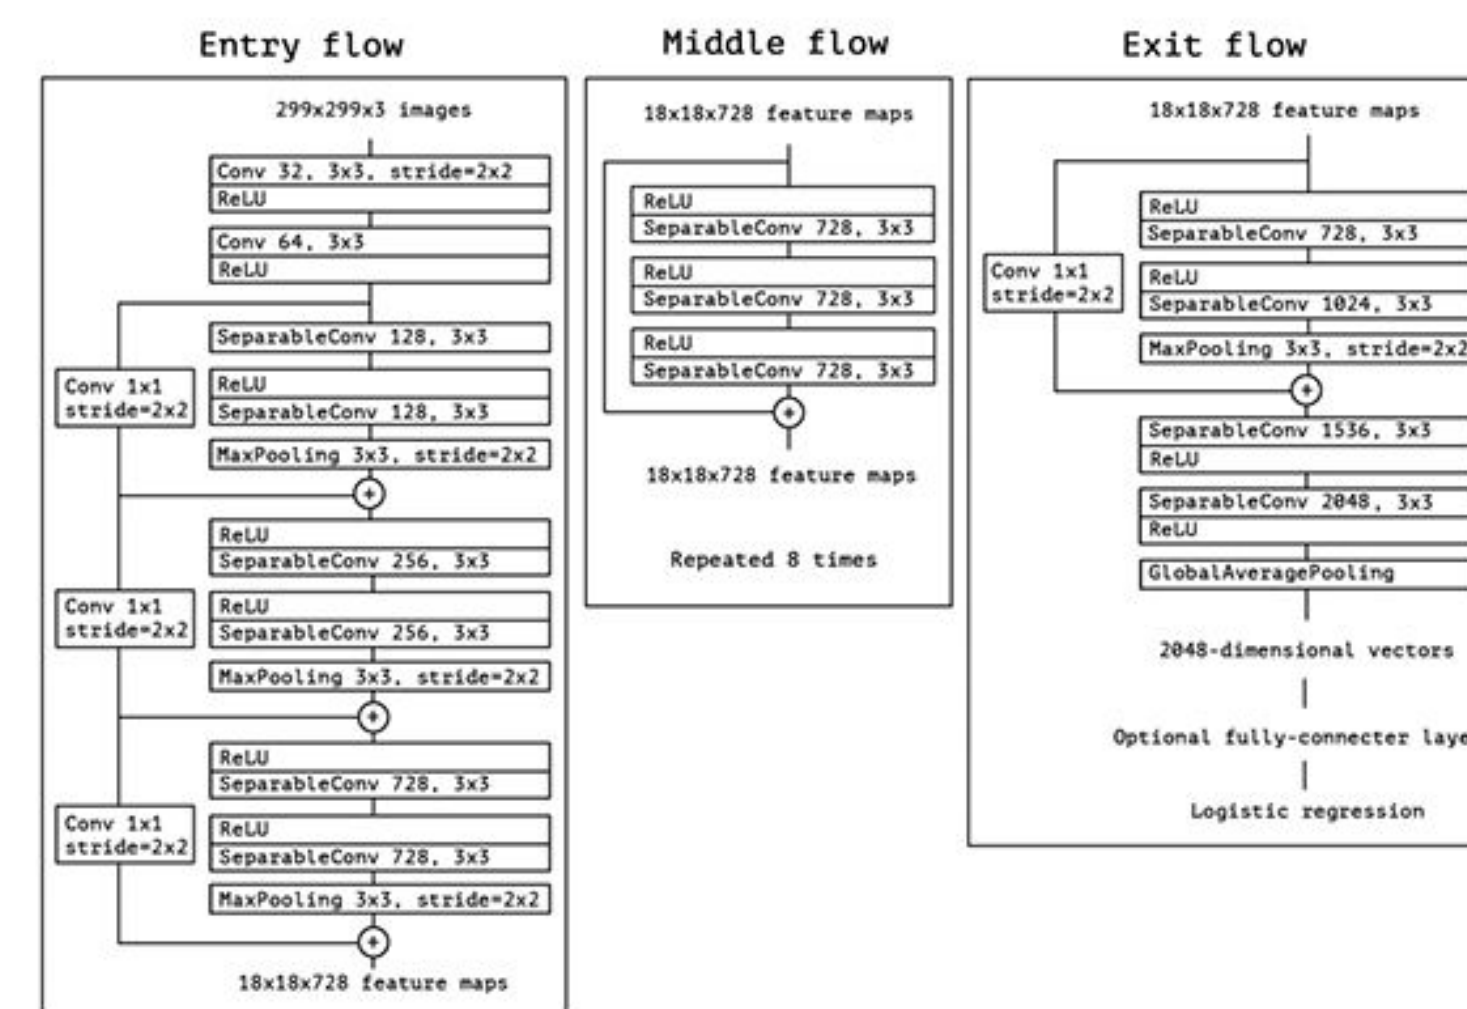 Entry flow
299x299x3 images
Conv 32, 3x3, stride=2x2
ReLU
Conv 64, 3x3
ReLU
SeparableConv 128, 3x3
Conv 1x1
stride=2x2
ReLU
SeparableConv 128, 3x3
MaxPooling 3x3, stride=2x2
+
ReLU
SeparableConv 256, 3x3
Conv 1x1
stride=2x2
ReLU
SeparableConv 256, 3x3
MaxPooling 3x3, stride=2x2
+
ReLU
SeparableConv 728, 3x3
Conv 1x1
stride=2x2
ReLU
SeparableConv 728, 3x3
MaxPooling 3x3, stride=2x2
+
18x18x728 feature maps
Middle flow
18x18x728 feature maps
ReLU
SeparableConv 728, 3x3
ReLU
SeparableConv 728, 3x3
ReLU
SeparableConv 728, 3x3
+
18x18x728 feature maps
Repeated 8 times
Exit flow
18x18x728 feature maps
ReLU
SeparableConv 728, 3x3
Conv 1x1
stride=2x2
ReLU
SeparableConv 1024, 3x3
MaxPooling 3x3, stride=2x2
+
SeparableConv 1536, 3x3
ReLU
SeparableConv 2048, 3x3
ReLU
GlobalAveragePooling
2048-dimensional vectors
Optional fully-connecter laye
Logistic regression